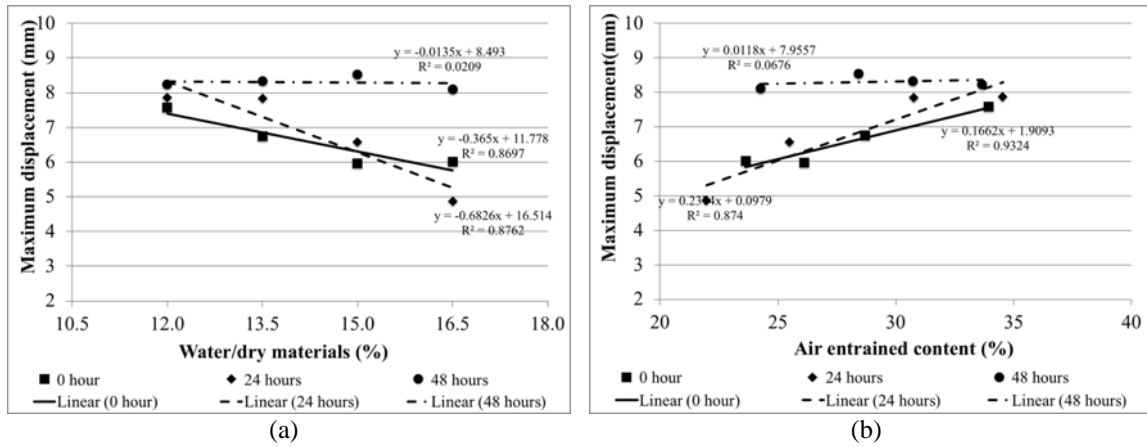 10
9
8
7
6
5
4
3
2
Maximum displacement (mm)
y = -0.0135x + 8.493
R² = 0.0209
y = -0.365x + 11.778
R² = 0.8697
y = -0.6826x + 16.514
R² = 0.8762
10.5 12.0 13.5 15.0 16.5 18.0
Water/dry materials (%)
0 hour 24 hours 48 hours
Linear (0 hour) Linear (24 hours) Linear (48 hours)
(a)
10
9
8
7
6
5
4
3
2
Maximum displacement(mm)
y = 0.0118x + 7.9557
R² = 0.0676
y = 0.1662x + 1.9093
R² = 0.9324
+ 0.0979
R² = 0.874
20 25 30 35 40
Air entrained content (%)
0 hour 24 hours 48 hours
Linear (0 hour) Linear (24 hours) Linear (48 hours)
(b)